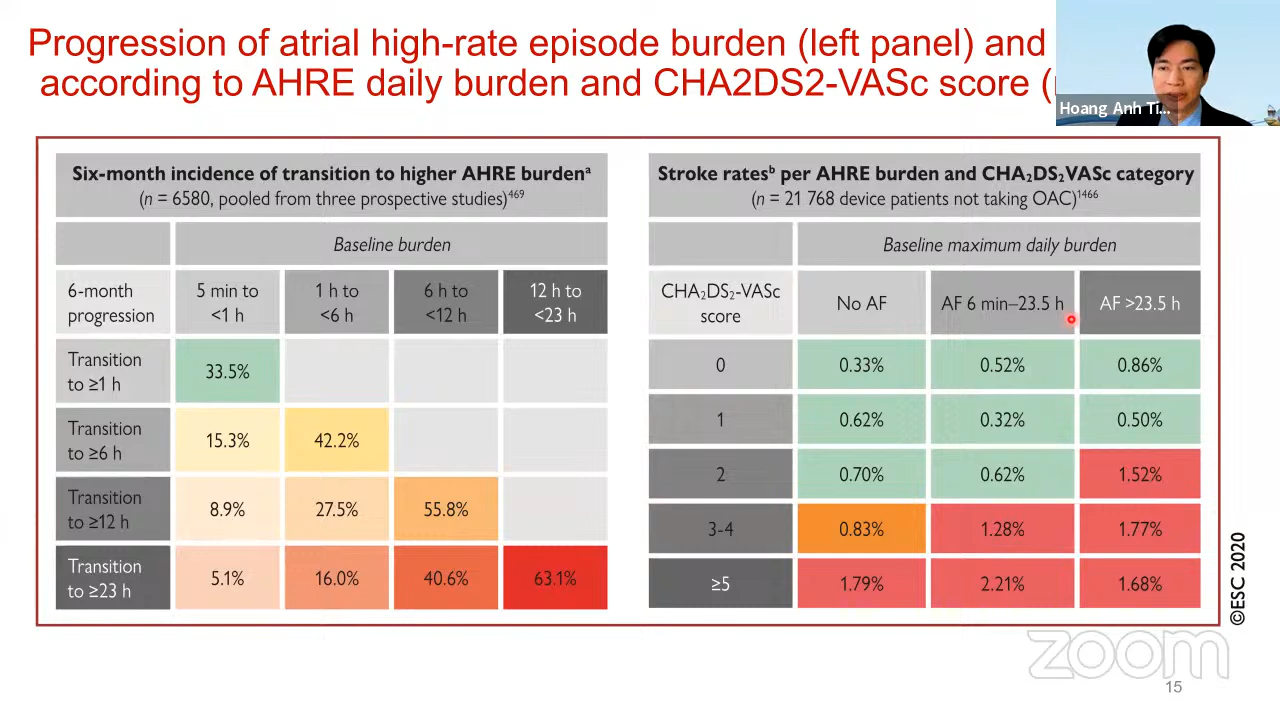 Progression of atrial high-rate episode burden (left panel) and
according to AHRE daily burden and CHA2DS2-VASc score (
Hoang Anh Ti...
Six-month incidence of transition to higher AHRE burdenᵃ
(n = 6580, pooled from three prospective studies)⁴⁶⁹
Baseline burden
6-month progression
5 min to <1 h
1 h to <6 h
6 h to <12 h
12 h to <23 h
Transition to ≥1 h
33.5%
Transition to ≥6 h
15.3%
42.2%
Transition to ≥12 h
8.9%
27.5%
55.8%
Transition to ≥23 h
5.1%
16.0%
40.6%
63.1%
Stroke ratesᵇ per AHRE burden and CHA₂DS₂VASc category
(n = 21 768 device patients not taking OAC)¹⁴⁶⁶
Baseline maximum daily burden
CHA₂DS₂-VASc score
No AF
AF 6 min–23.5 h
AF >23.5 h
0
0.33%
0.52%
0.86%
1
0.62%
0.32%
0.50%
2
0.70%
0.62%
1.52%
3-4
0.83%
1.28%
1.77%
≥5
1.79%
2.21%
1.68%
©ESC 2020
zoom
15